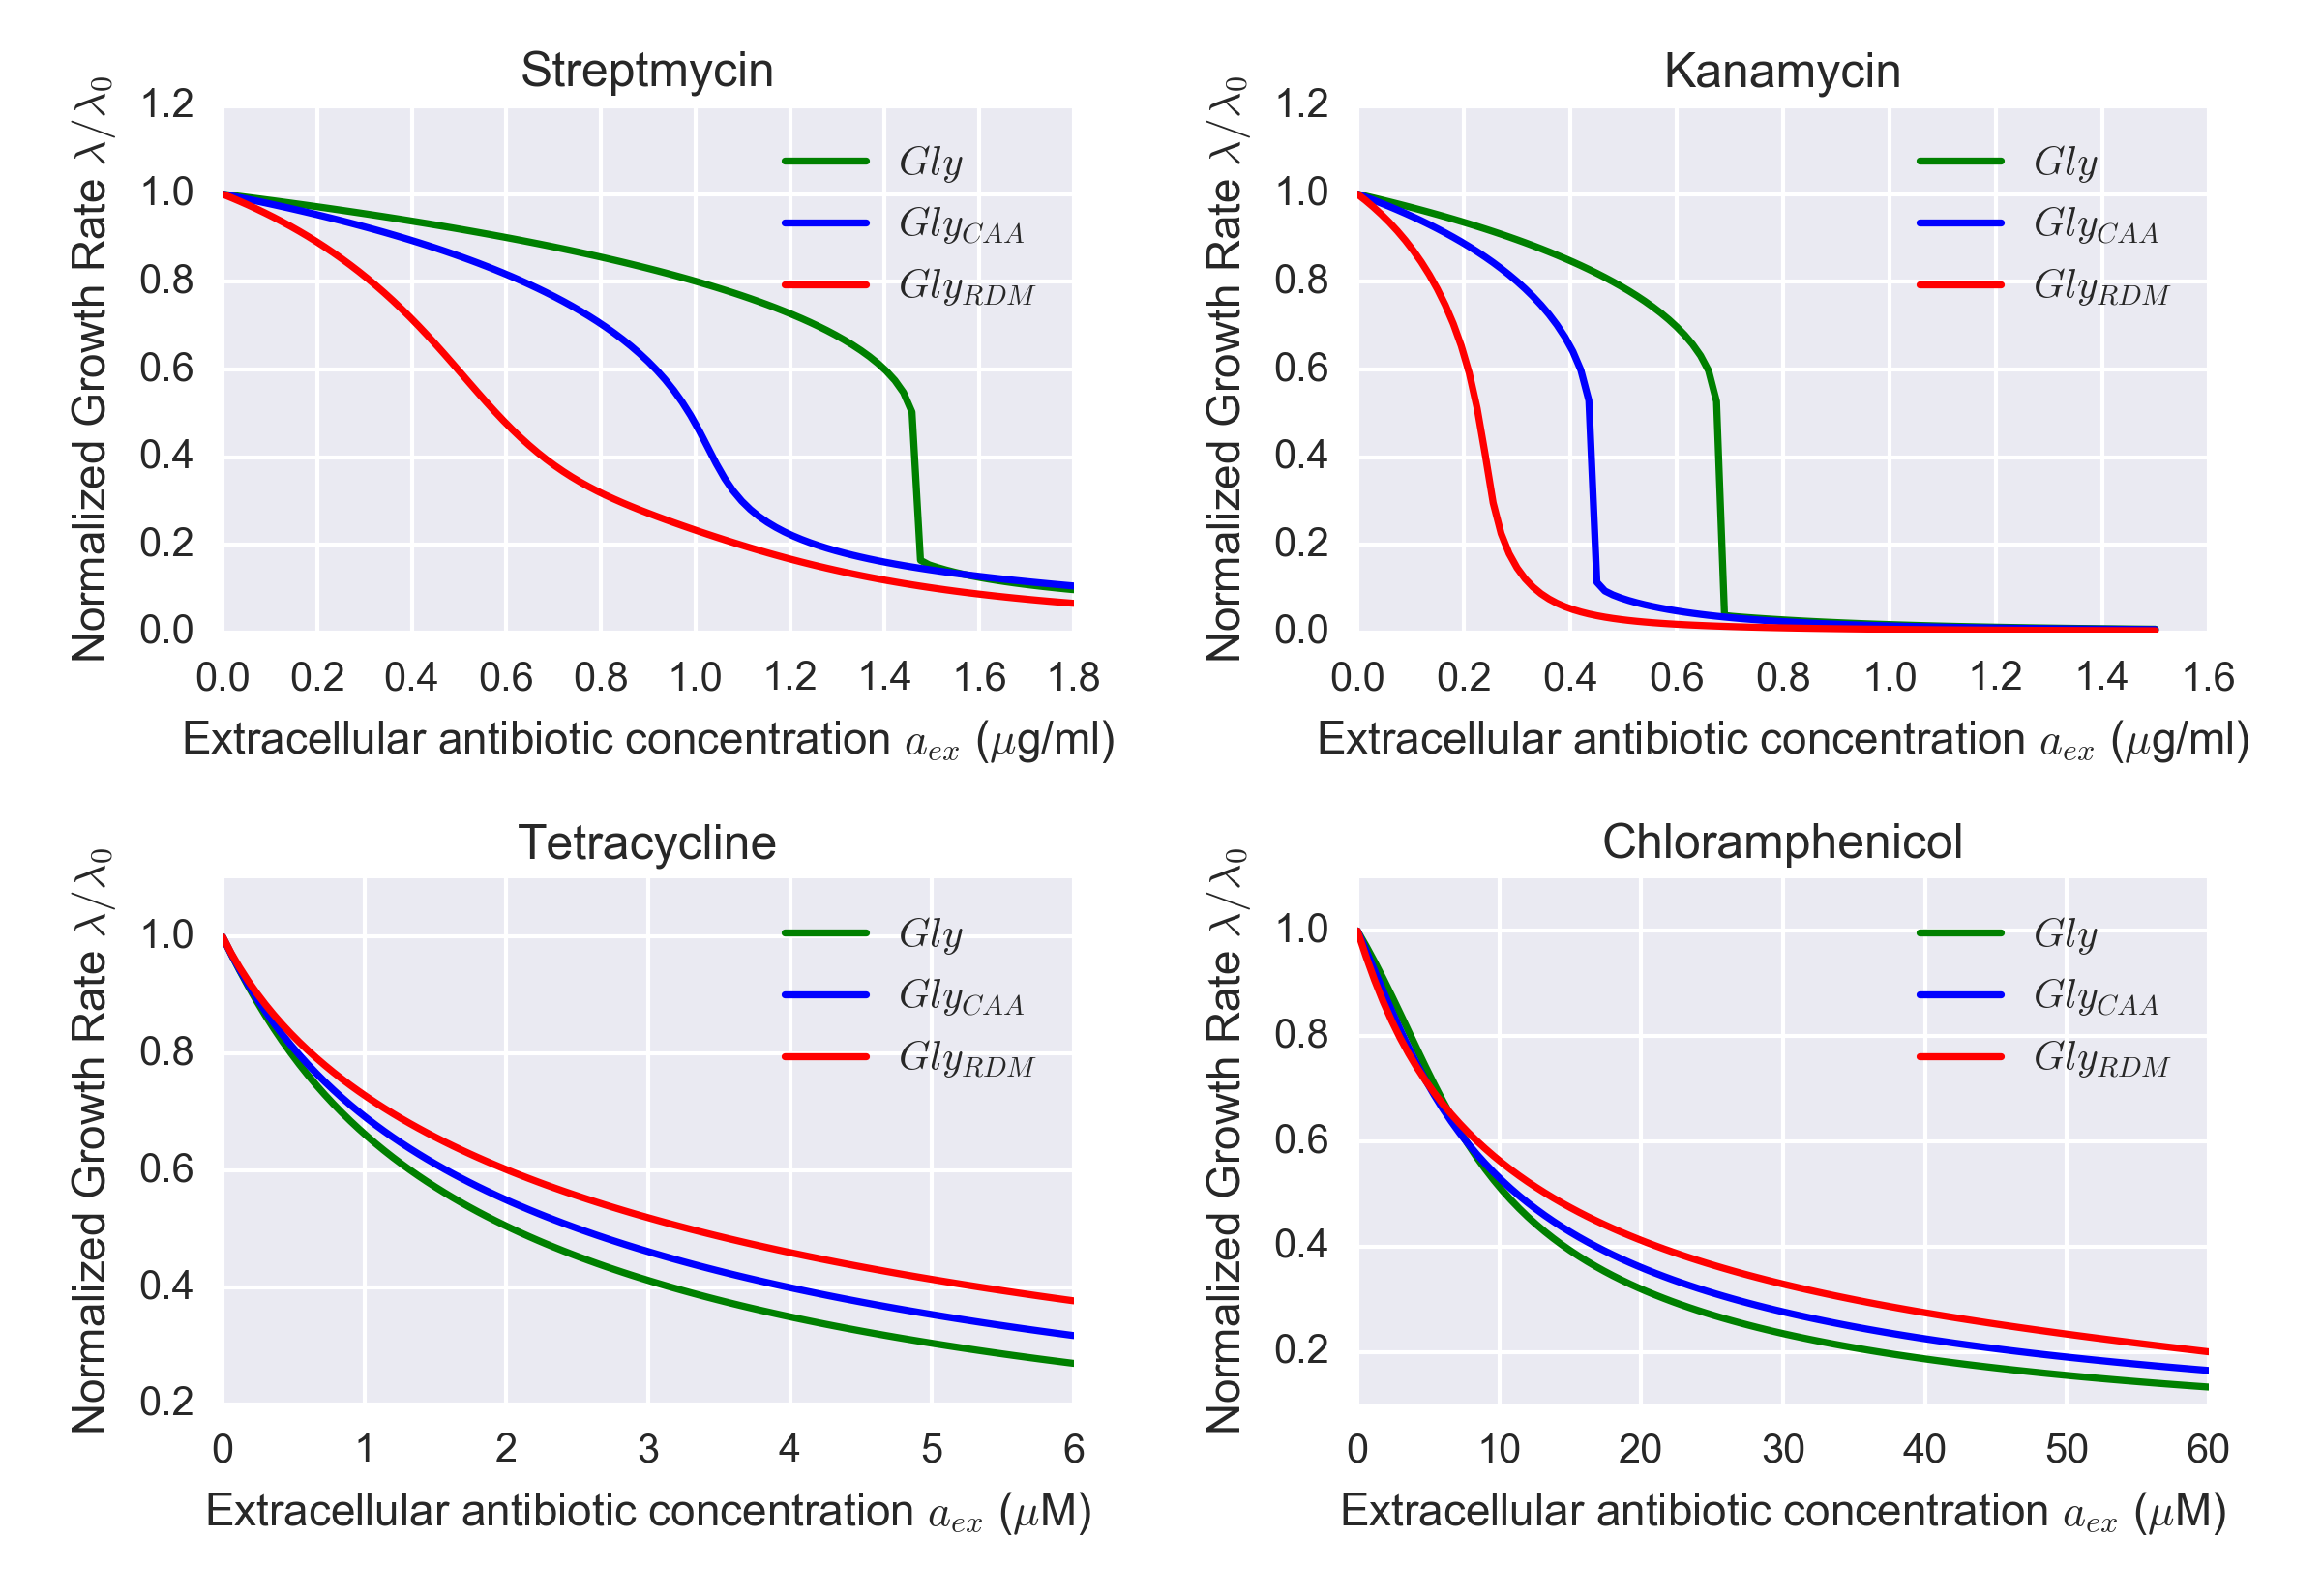 Streptmycin
Normalized Growth Rate λ/λ0
1.2
1.0
0.8
0.6
0.4
0.2
0.0
Gly
GlyCAA
GlyRDM
0.0 0.2 0.4 0.6 0.8 1.0 1.2 1.4 1.6 1.8
Extracellular antibiotic concentration aex (μg/ml)
Kanamycin
Normalized Growth Rate λ/λ0
1.2
1.0
0.8
0.6
0.4
0.2
0.0
Gly
GlyCAA
GlyRDM
0.0 0.2 0.4 0.6 0.8 1.0 1.2 1.4 1.6
Extracellular antibiotic concentration aex (μg/ml)
Tetracycline
Normalized Growth Rate λ/λ0
1.0
0.8
0.6
0.4
0.2
Gly
GlyCAA
GlyRDM
0 1 2 3 4 5 6
Extracellular antibiotic concentration aex (μM)
Chloramphenicol
Normalized Growth Rate λ/λ0
1.0
0.8
0.6
0.4
0.2
Gly
GlyCAA
GlyRDM
0 10 20 30 40 50 60
Extracellular antibiotic concentration aex (μM)